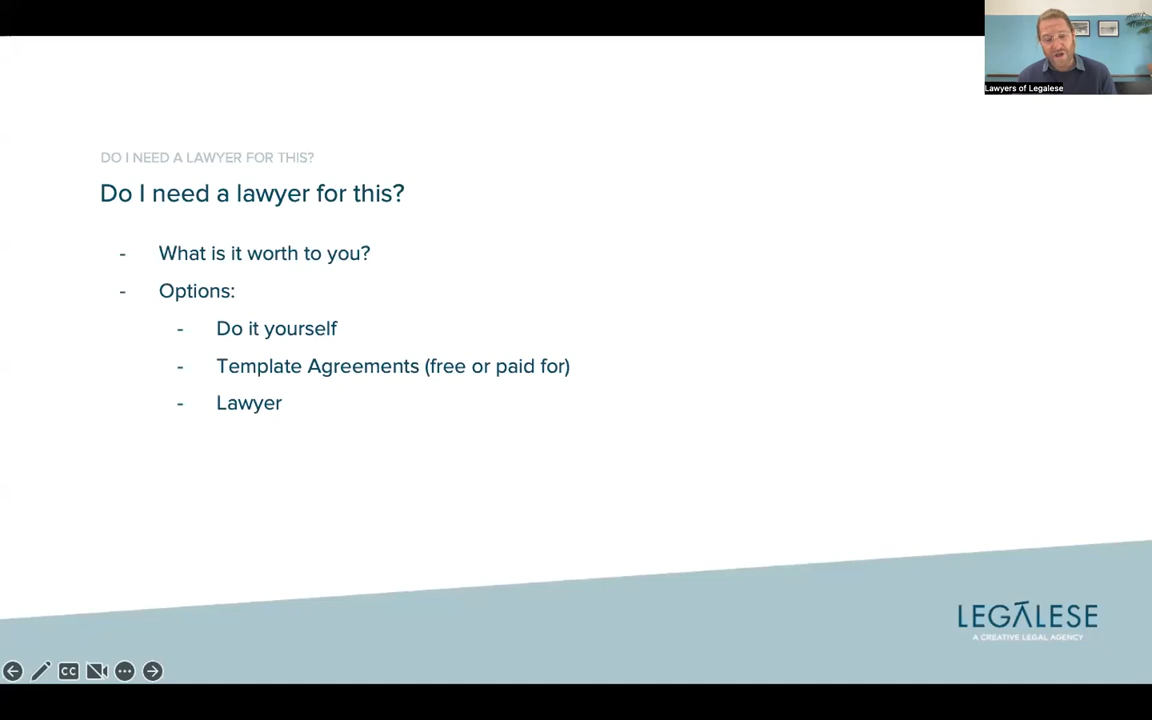 Lawyers of Legalese
DO I NEED A LAWYER FOR THIS?
Do I need a lawyer for this?
- What is it worth to you?
- Options:
- Do it yourself
- Template Agreements (free or paid for)
- Lawyer
LEGALESE
A CREATIVE LEGAL AGENCY
CC